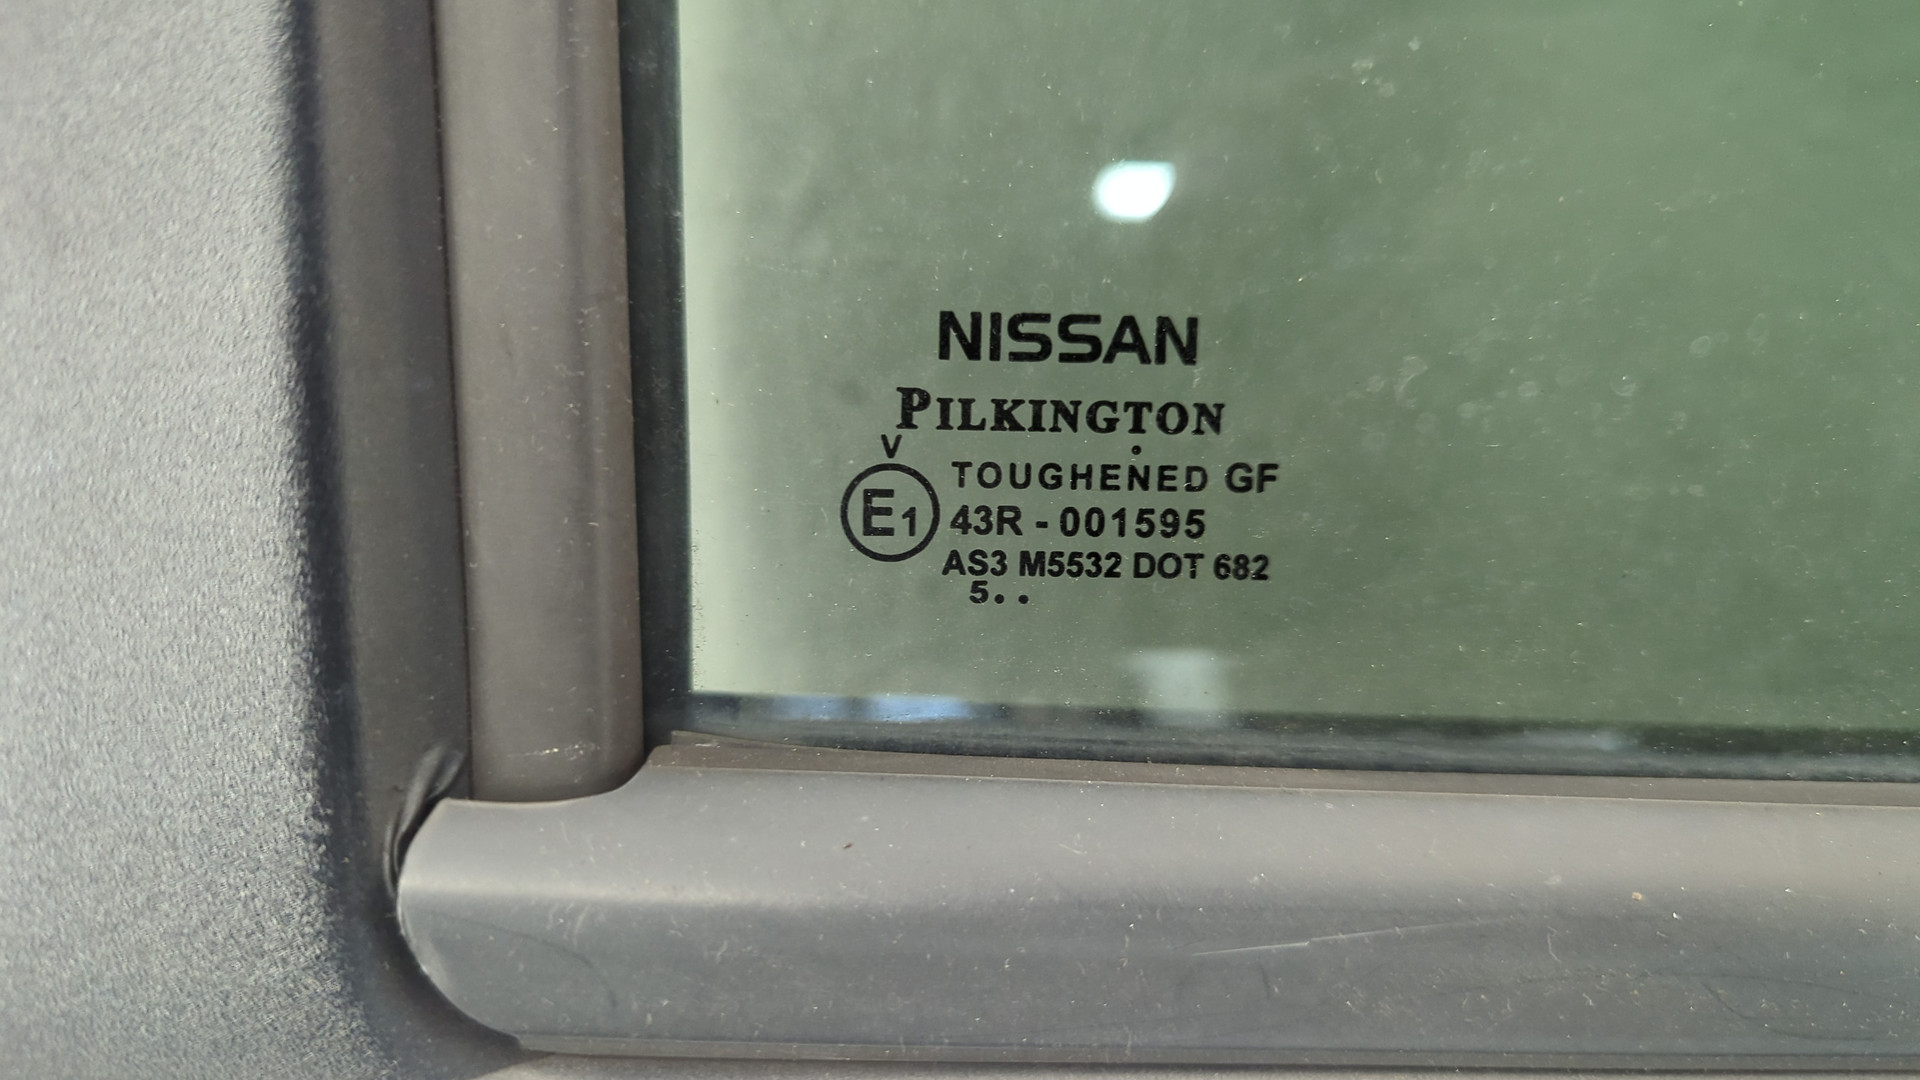 NISSAN
PILKINGTON
V .
TOUGHENED GF
E1 43R - 001595
AS3 M5532 DOT 682
5. .